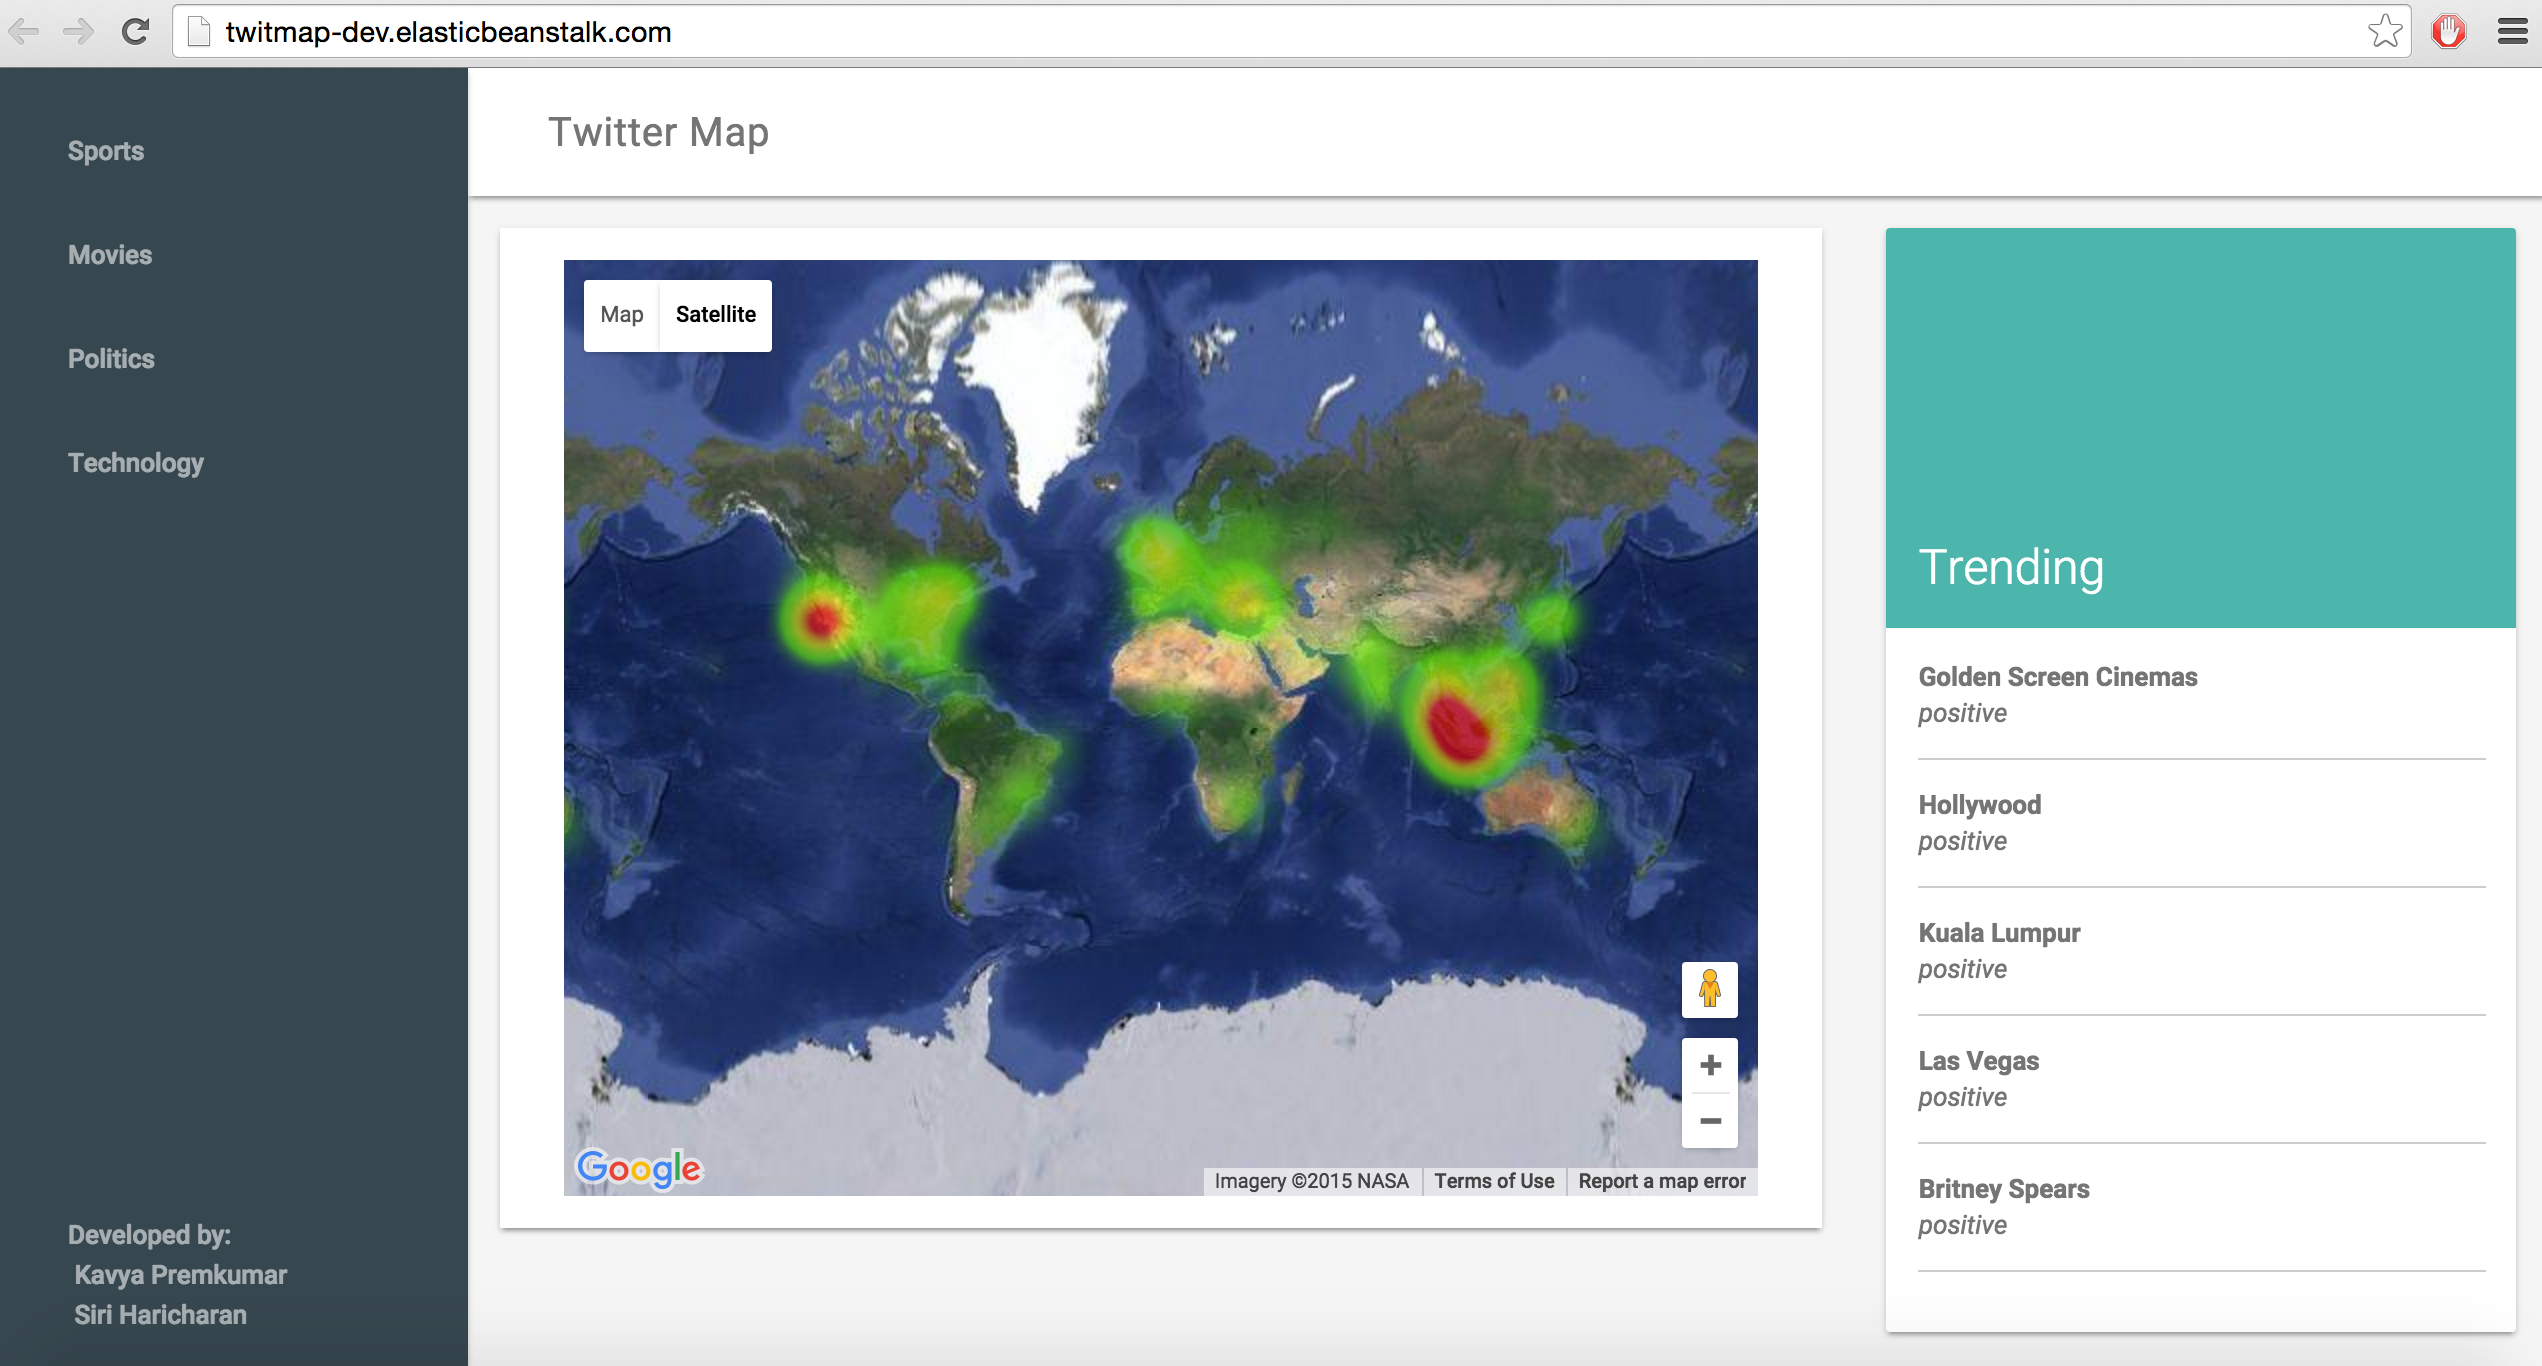 twitmap-dev.elasticbeanstalk.com
Sports
Movies
Politics
Technology
Developed by:
Kavya Premkumar
Siri Haricharan
Twitter Map
Map Satellite
Google
Imagery ©2015 NASA Terms of Use Report a map error
Trending
Golden Screen Cinemas
positive
Hollywood
positive
Kuala Lumpur
positive
Las Vegas
positive
Britney Spears
positive